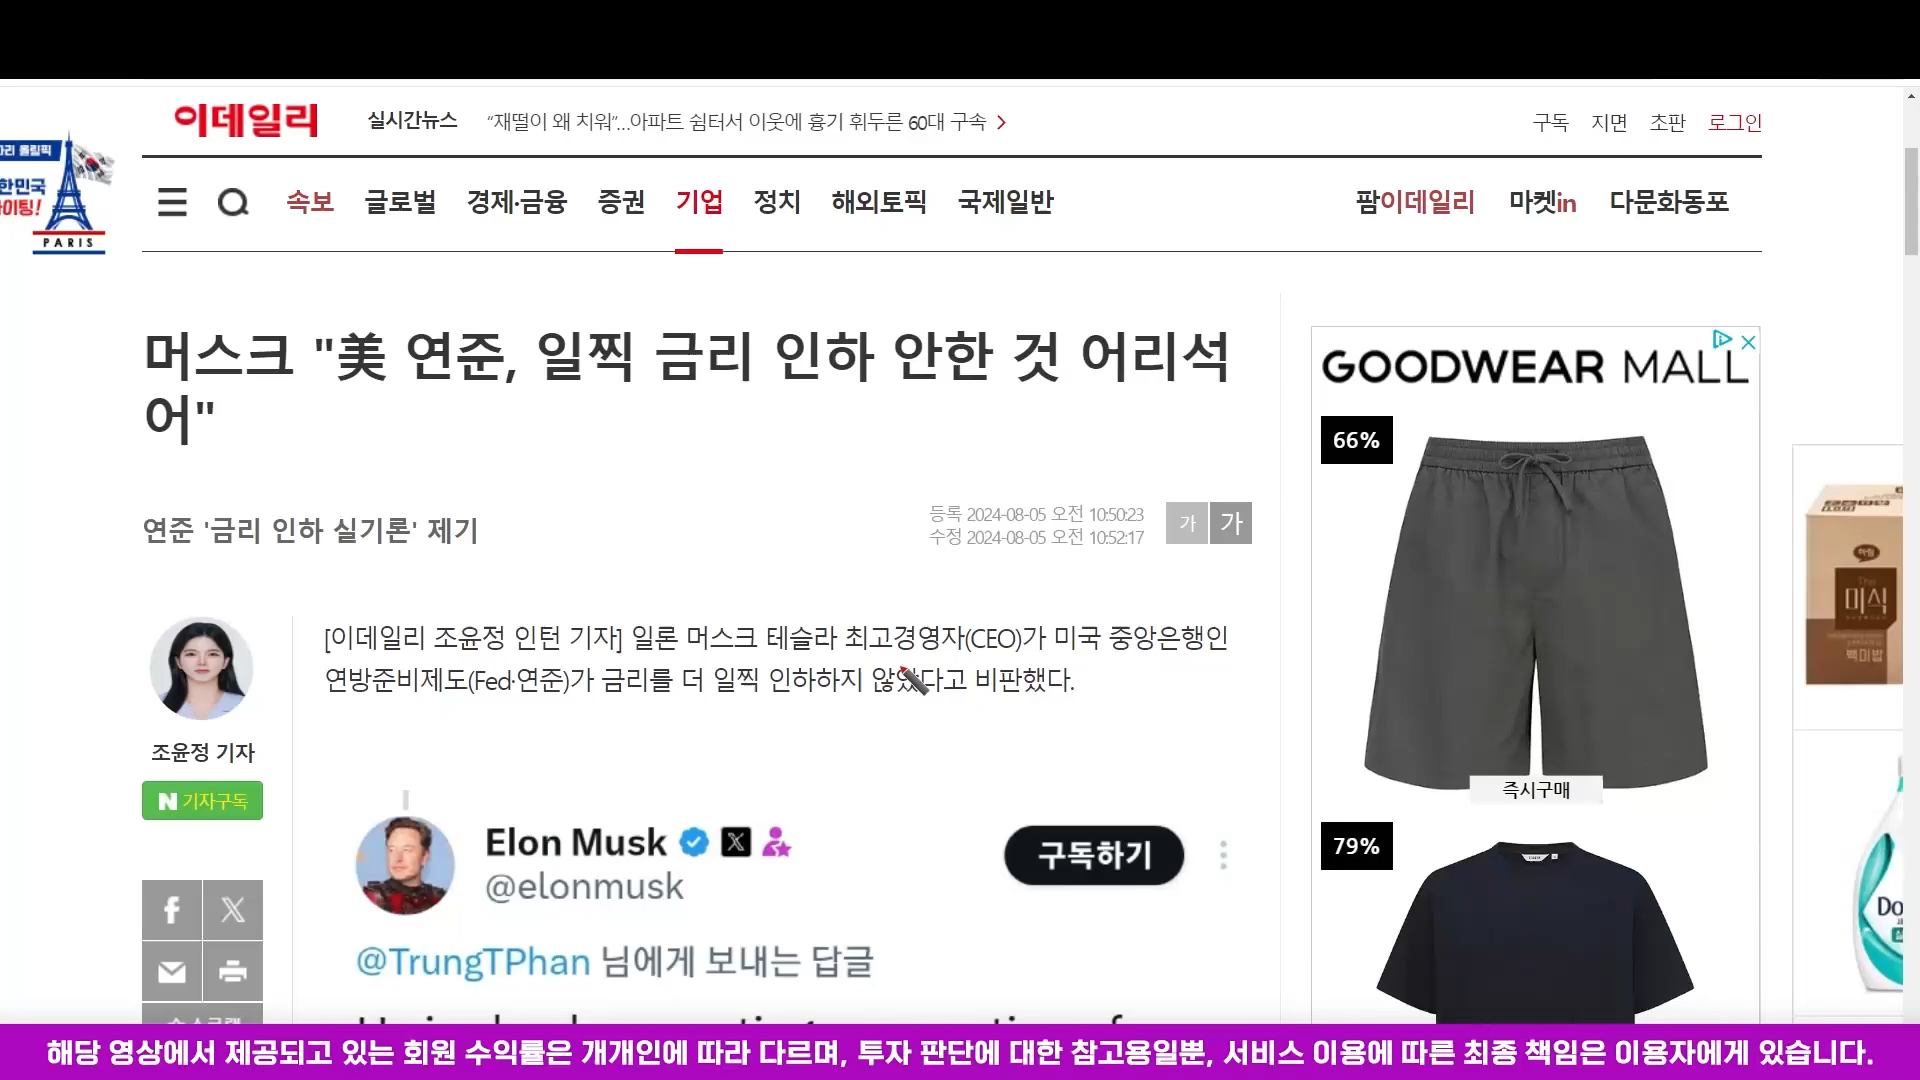 이데일리
실시간뉴스
"재떨이 왜 치워"...아파트 쉼터서 이웃에 흉기 휘두른 60대 구속
구독 지면 초판 로그인
PARIS
속보 글로벌 경제·금융 증권 기업 정치 해외토픽 국제일반
팜이데일리 마켓in 다문화동포
머스크 "美 연준, 일찍 금리 인하 안한 것 어리석
어"
연준 '금리 인하 실기론' 제기
등록 2024-08-05 오전 10:50:23
수정 2024-08-05 오전 10:52:17
가 가
[이데일리 조윤정 인턴 기자] 일론 머스크 테슬라 최고경영자(CEO)가 미국 중앙은행인
연방준비제도(Fed·연준)가 금리를 더 일찍 인하하지 않았다고 비판했다.
조윤정 기자
N 기자구독
Elon Musk
@elonmusk
구독하기
@TrungTPhan 님에게 보내는 답글
GOODWEAR MALL
66%
즉시구매
79%
The
미식
백미밥
해당 영상에서 제공되고 있는 회원 수익률은 개개인에 따라 다르며, 투자 판단에 대한 참고용일뿐, 서비스 이용에 따른 최종 책임은 이용자에게 있습니다.